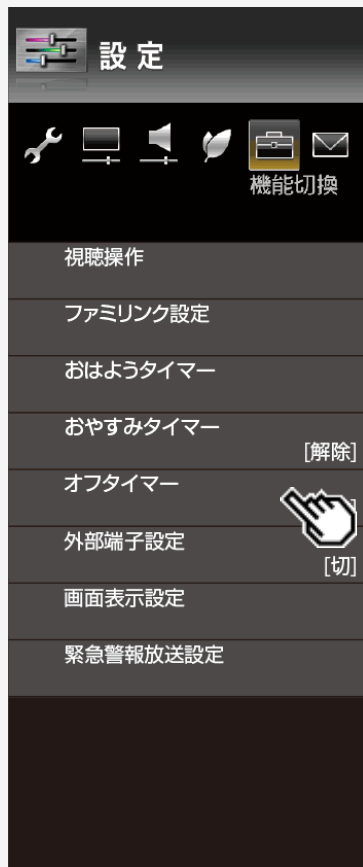 設定
機能切換
視聴操作
ファミリンク設定
おはようタイマー
おやすみタイマー
[解除]
オフタイマー
]
外部端子設定
[切]
画面表示設定
緊急警報放送設定